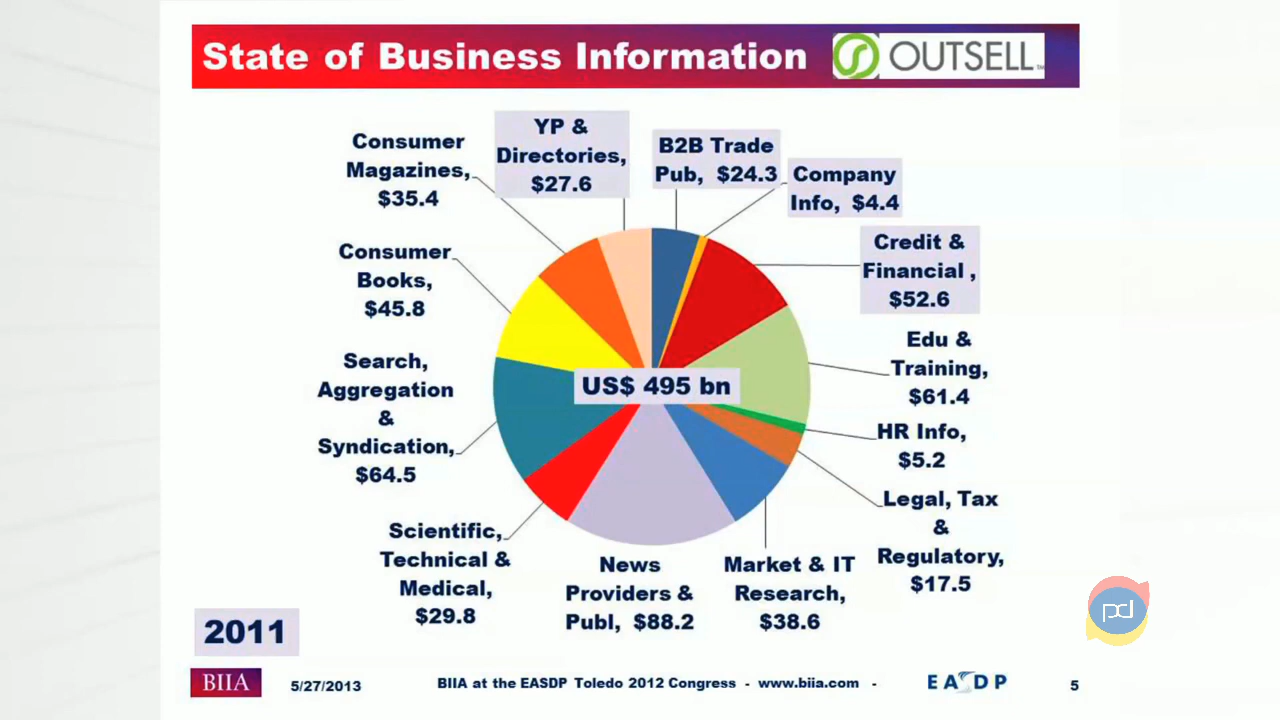 State of Business Information
OUTSELL
YP &
Directories,
$27.6
B2B Trade
Pub, $24.3
Company
Info, $4.4
Credit &
Financial ,
$52.6
Edu &
Training,
$61.4
HR Info,
$5.2
Legal, Tax
&
Regulatory,
$17.5
Market & IT
Research,
$38.6
News
Providers &
Publ, $88.2
Scientific,
Technical &
Medical,
$29.8
Search,
Aggregation
&
Syndication,
$64.5
Consumer
Books,
$45.8
Consumer
Magazines,
$35.4
US$ 495 bn
2011
pd
BIIA
5/27/2013
BIIA at the EASDP Toledo 2012 Congress - www.biia.com -
EASDP
5